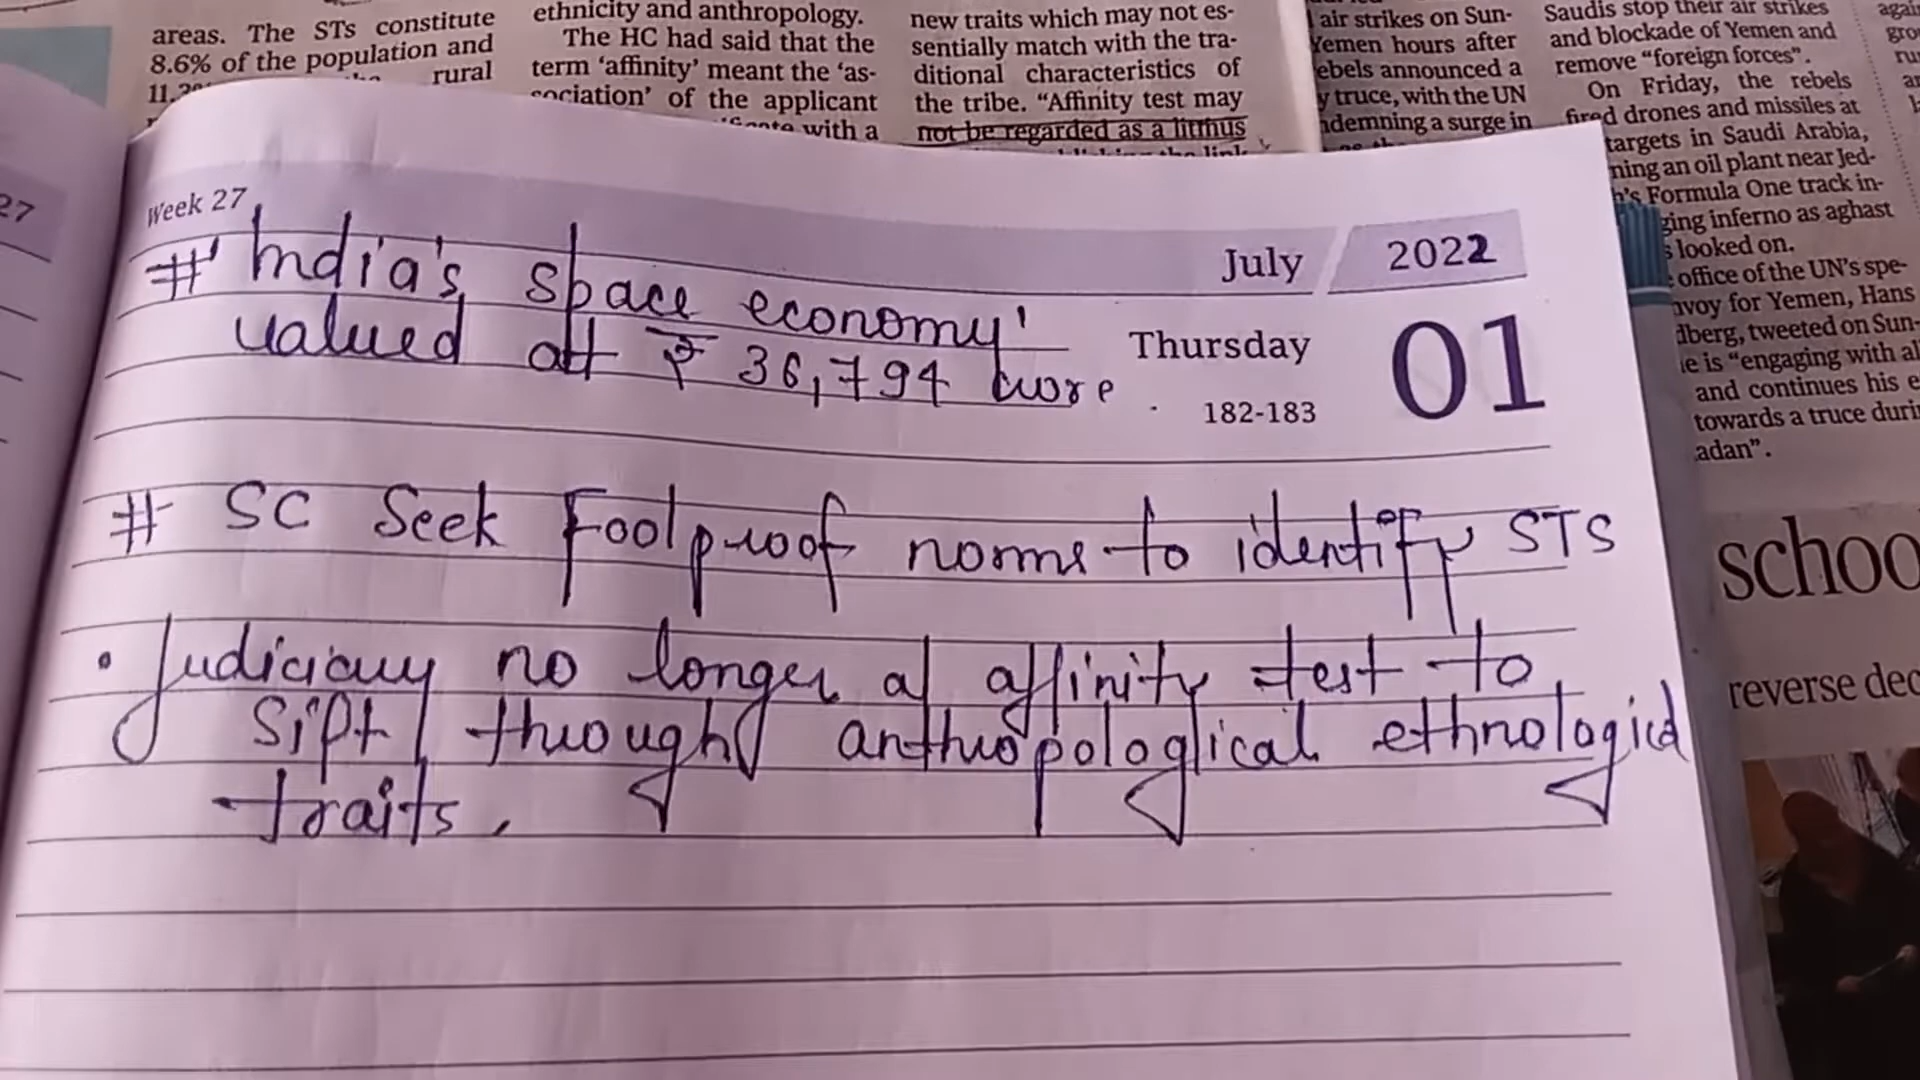 areas. The STs constitute
8.6% of the population and
rural
ethnicity and anthropology.
The HC had said that the
term ‘affinity’ meant the ‘as-
sociation’ of the applicant
with a
new traits which may not es-
sentially match with the tra-
ditional characteristics of
the tribe. “Affinity test may
not be regarded as a litmus
the link
air strikes on Sun-
Yemen hours after
ebels announced a
y truce, with the UN
ndemning a surge in
Saudis stop their air strikes
and blockade of Yemen and
remove “foreign forces”.
On Friday, the rebels
fired drones and missiles at
targets in Saudi Arabia,
ning an oil plant near Jed-
h's Formula One track in-
ging inferno as aghast
s looked on.
office of the UN's spe-
nvoy for Yemen, Hans
dberg, tweeted on Sun-
ie is “engaging with al
and continues his e
towards a truce duri
adan”.
27
Week 27
July 2022
Thursday 01
182-183
# 'India's space economy'
valued at ₹ 36,794 crore
# SC Seek Foolproof norms to identify STS
• Judiciary no longer a affinity test to
Sift through anthropological ethnological
traits.
schoo
reverse dec